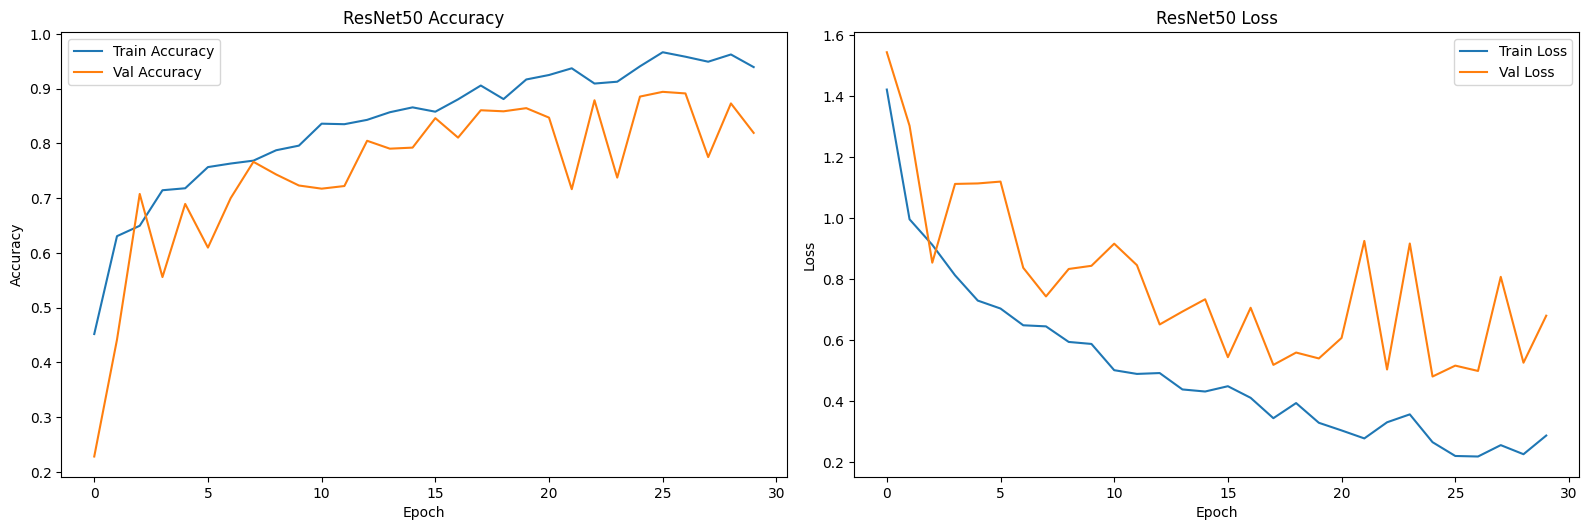 ResNet50 Accuracy
Train Accuracy
Val Accuracy
1.0
0.9
0.8
0.7
0.6
0.5
0.4
0.3
0.2
Accuracy
0 5 10 15 20 25 30
Epoch
ResNet50 Loss
Train Loss
Val Loss
1.6
1.4
1.2
1.0
0.8
0.6
0.4
0.2
Loss
0 5 10 15 20 25 30
Epoch